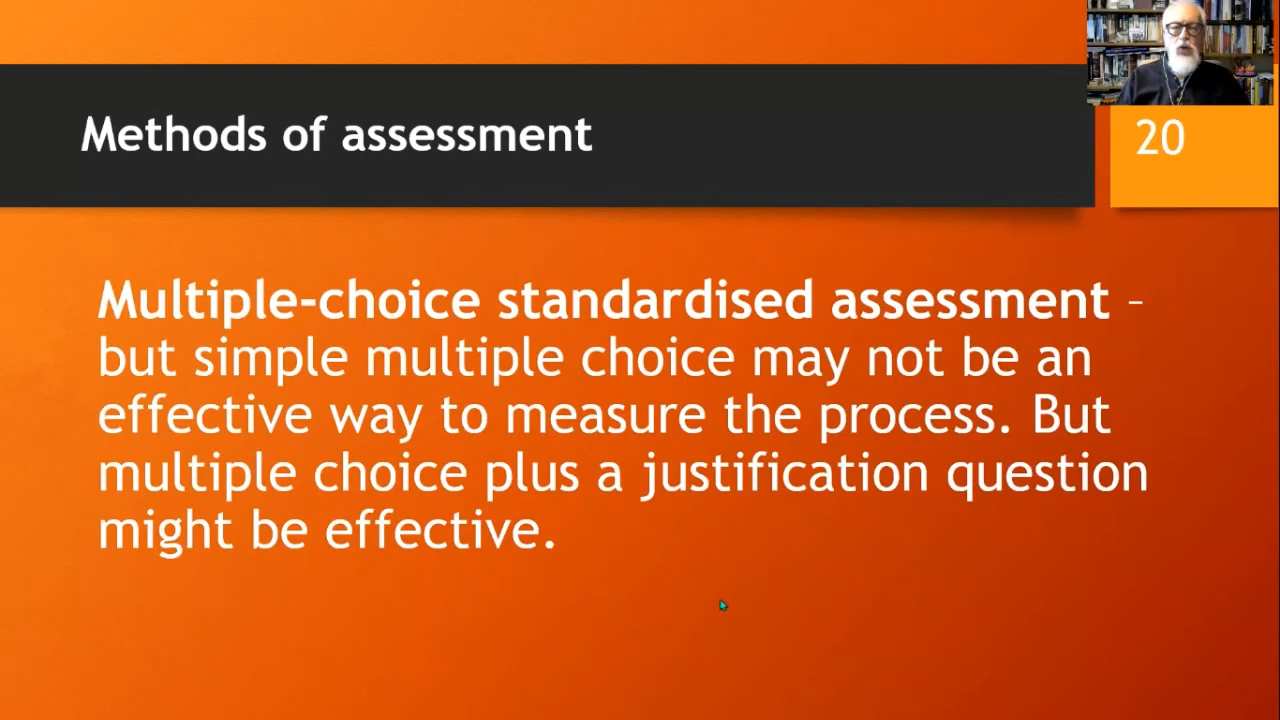 Methods of assessment
20
Multiple-choice standardised assessment –
but simple multiple choice may not be an
effective way to measure the process. But
multiple choice plus a justification question
might be effective.